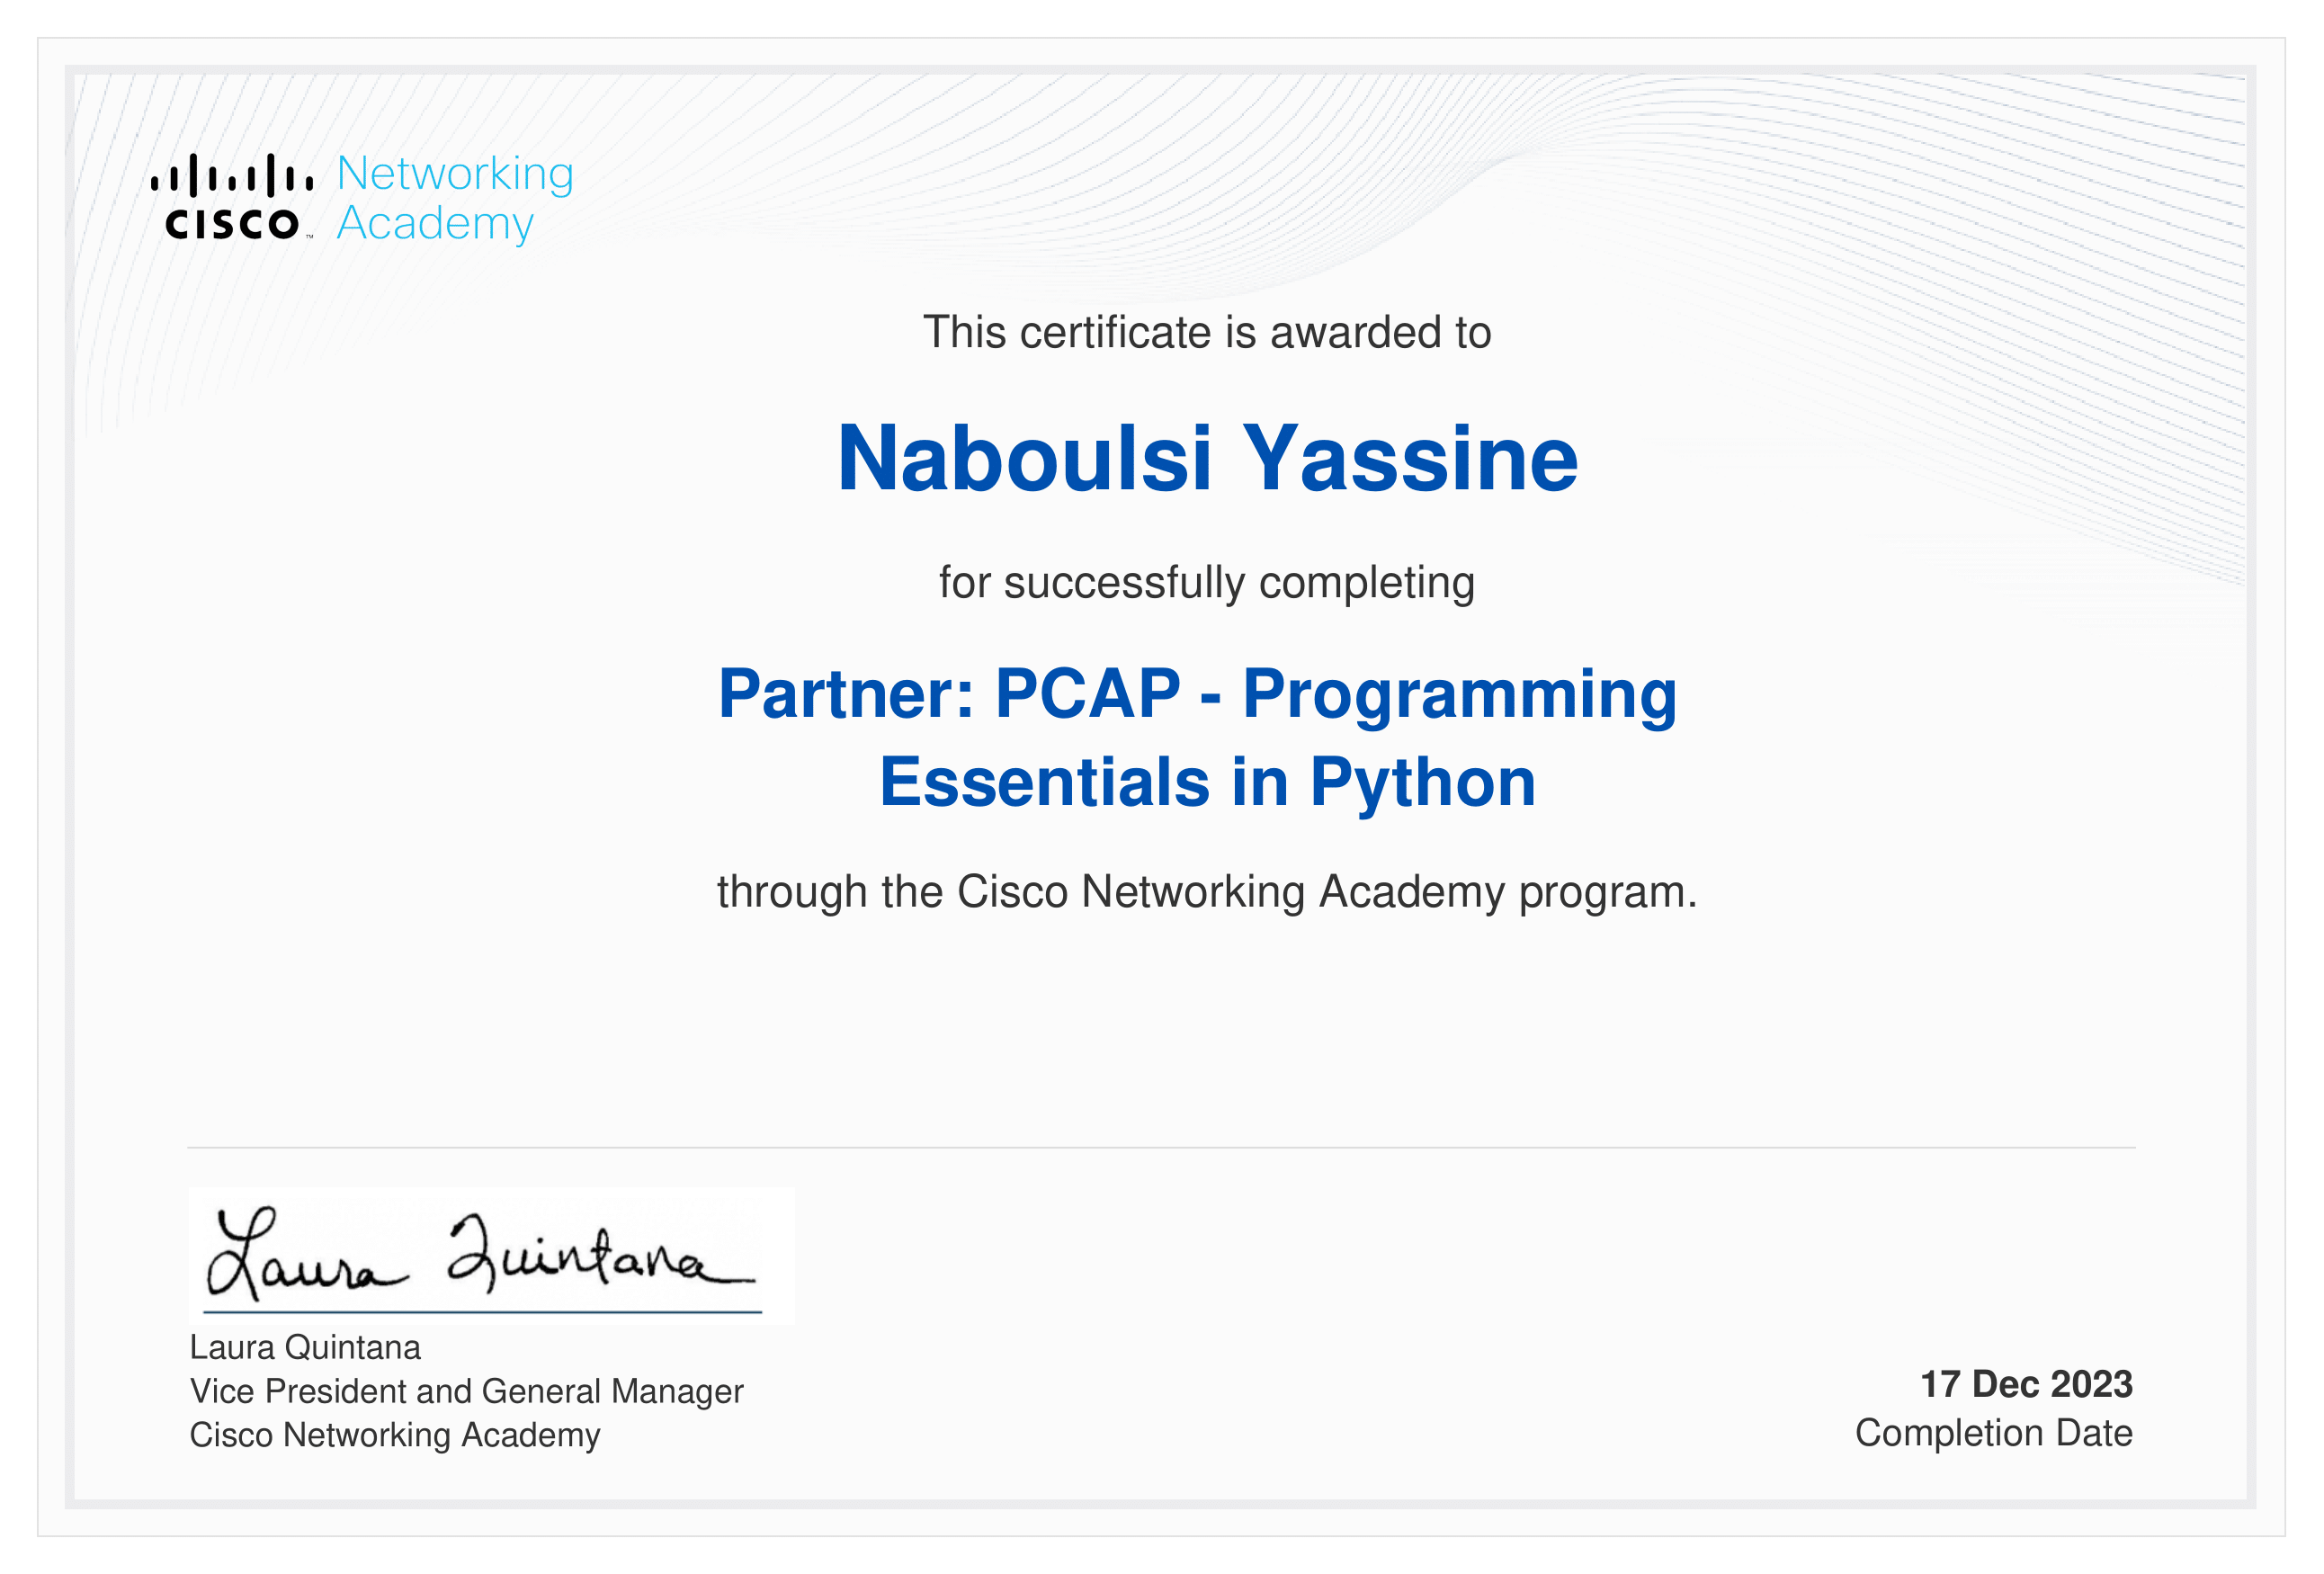 Networking
Academy
CISCO™
This certificate is awarded to
Naboulsi Yassine
for successfully completing
Partner: PCAP - Programming
Essentials in Python
through the Cisco Networking Academy program.
Laura Quintana
Laura Quintana
Vice President and General Manager
Cisco Networking Academy
17 Dec 2023
Completion Date